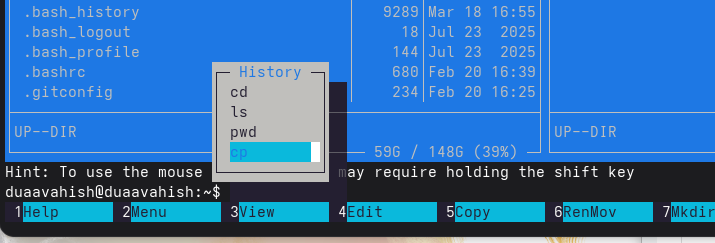 .bash_history 9289 Mar 18 16:55
.bash_logout 18 Jul 23 2025
.bash_profile 144 Jul 23 2025
.bashrc 680 Feb 20 16:39
.gitconfig 234 Feb 20 16:25
History
cd
ls
pwd
cp
UP--DIR UP--DIR
59G / 148G (39%)
Hint: To use the mouse may require holding the shift key
duaavahish@duaavahish:~$
1Help 2Menu 3View 4Edit 5Copy 6RenMov 7Mkdir